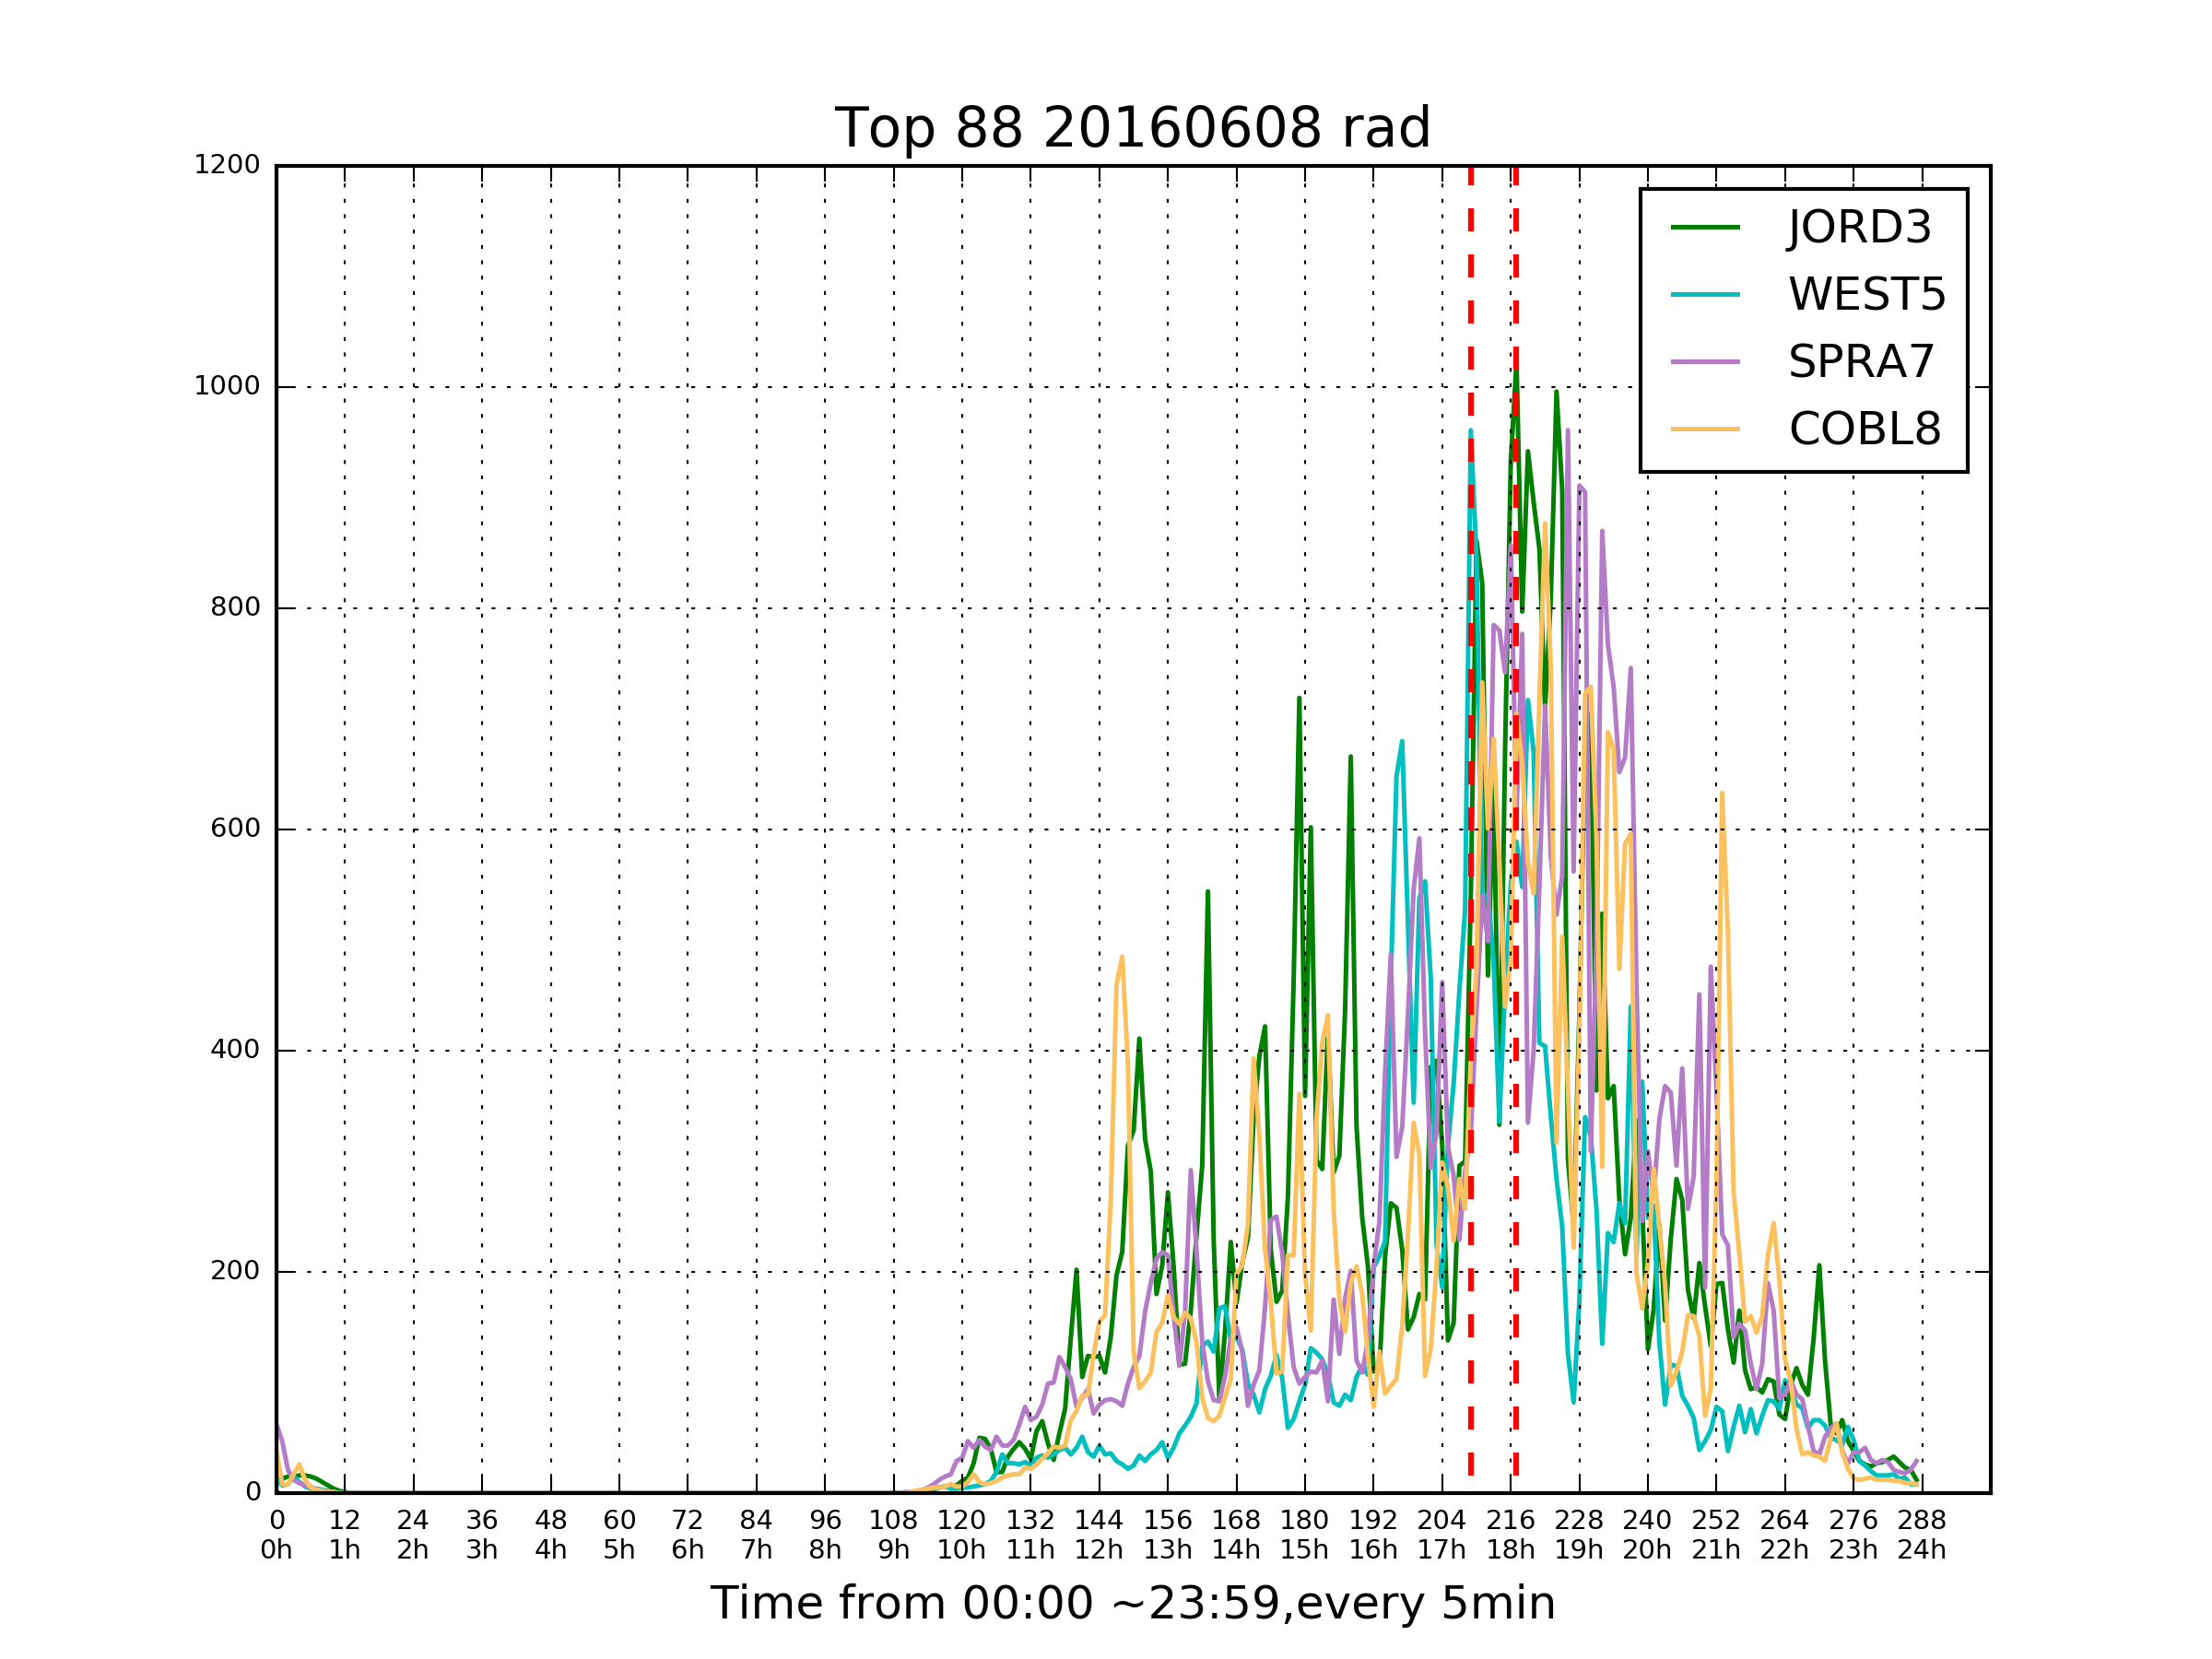 Top 88 20160608 rad
1200
1000
800
600
400
200
0
JORD3
WEST5
SPRA7
COBL8
0 12 24 36 48 60 72 84 96 108 120 132 144 156 168 180 192 204 216 228 240 252 264 276 288
0h 1h 2h 3h 4h 5h 6h 7h 8h 9h 10h 11h 12h 13h 14h 15h 16h 17h 18h 19h 20h 21h 22h 23h 24h
Time from 00:00 ~23:59,every 5min